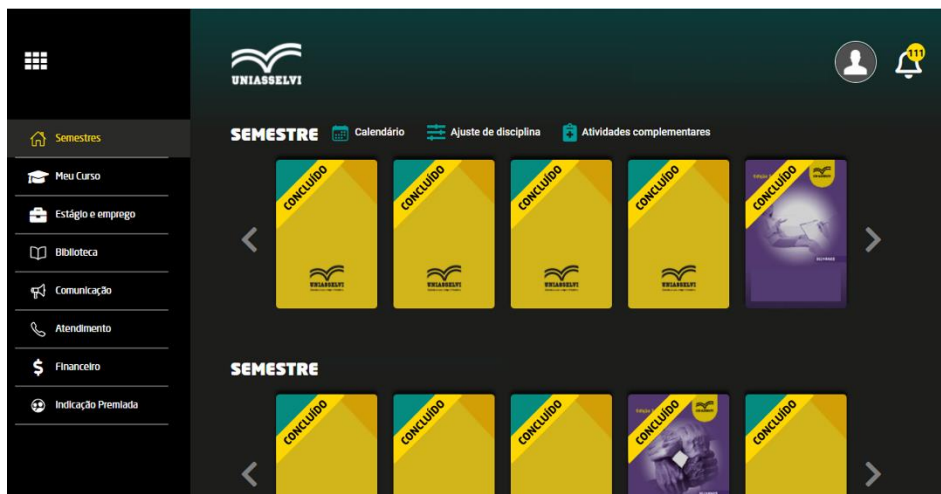 UNIASSELVI
111
Semestres
Meu Curso
Estágio e emprego
Biblioteca
Comunicação
Atendimento
Financeiro
Indicação Premiada
SEMESTRE
Calendário
Ajuste de disciplina
Atividades complementares
CONCLUÍDO
CONCLUÍDO
CONCLUÍDO
CONCLUÍDO
CONCLUÍDO
UNIASSELVI
UNIASSELVI
UNIASSELVI
UNIASSELVI
SEMESTRE
CONCLUÍDO
CONCLUÍDO
CONCLUÍDO
CONCLUÍDO
CONCLUÍDO